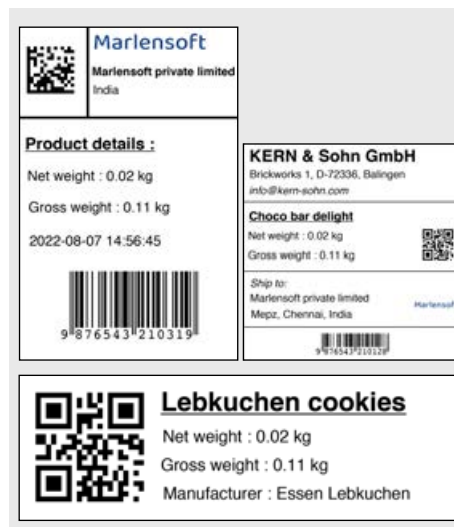 Marlensoft
Marlensoft private limited
India
Product details :
Net weight : 0.02 kg
Gross weight : 0.11 kg
2022-08-07 14:56:45
9 876543 210319
KERN & Sohn GmbH
Brickworks 1, D-72336, Balingen
info@kern-sohn.com
Choco bar delight
Net weight : 0.02 kg
Gross weight : 0.11 kg
Ship to:
Marlensoft private limited
Mepz, Chennai, India
Marlensoft
9 876543 210128
Lebkuchen cookies
Net weight : 0.02 kg
Gross weight : 0.11 kg
Manufacturer : Essen Lebkuchen